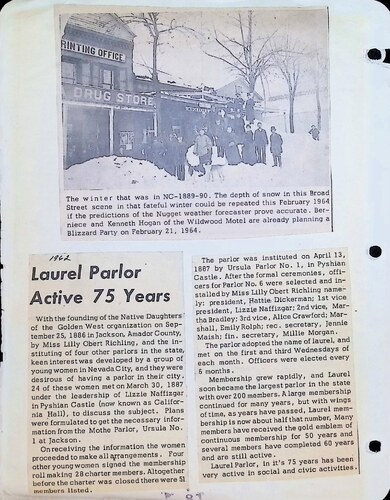 RINTING OFFICE
DRUG STORE
The winter that was in NC-1889-90. The depth of snow in this Broad
Street scene in that fateful winter could be repeated this February 1964
if the predictions of the Nugget weather forecaster prove accurate. Ber-
niece and Kenneth Hogan of the Wildwood Motel are already planning a
Blizzard Party on February 21, 1964.
1962
Laurel Parlor
Active 75 Years
With the founding of the Native Daughters
of the Golden West organization on Sep-
tember 25, 1886 in Jackson, Amador County,
by Miss Lilly Obert Richling, and the in-
stituting of four other parlors in the state,
keen interest was developed by a group of
young women in Nevada City, and they were
desirous of having a parlor in their city.
24 of these women met on March 30, 1887
under the leadership of Lizzie Naffziger
in Pyshian Castle (now known as Califor-
nia Hall), to discuss the subject. Plans
were formulated to get the necessary infor-
mation from the Mothe Parlor, Ursula No.
1 at Jackson.
On receiving the information the women
proceeded to make all arrangements. Four
other young women signed the membership
roll making 28 charter members. Altogether
before the charter was closed there were 51
members listed.
The parlor was instituted on April 13,
1887 by Ursula Parlor No. 1, in Pyshian
Castle. After the formal ceremonies, offi-
cers for Parlor No. 6 were selected and in-
stalled by Miss Lilly Obert Richling name-
ly: president, Hattie Dickerman; 1st vice
president, Lizzie Naffziger; 2nd vice, Mar-
tha Bradley; 3rd vice, Alice Crawford; Mar-
shall, Emily Rolph; rec. secretary, Jennie
Maish; fin. secretary, Millie Morgan.
The parlor adopted the name of laurel, and
met on the first and third Wednesdays of
each month. Officers were elected every
6 months.
Membership grew rapidly, and Laurel
soon became the largest parlor in the state
with over 200 members. A large membership
continued for many years, but with wings
of time, as years have passed, Laurel mem-
bership is now about half that number. Many
members have received the gold emblem of
continuous membership for 50 years and
several members have completed 60 years
and are still active.
Laurel Parlor, in it's 75 years has been
very active in social and civic activities